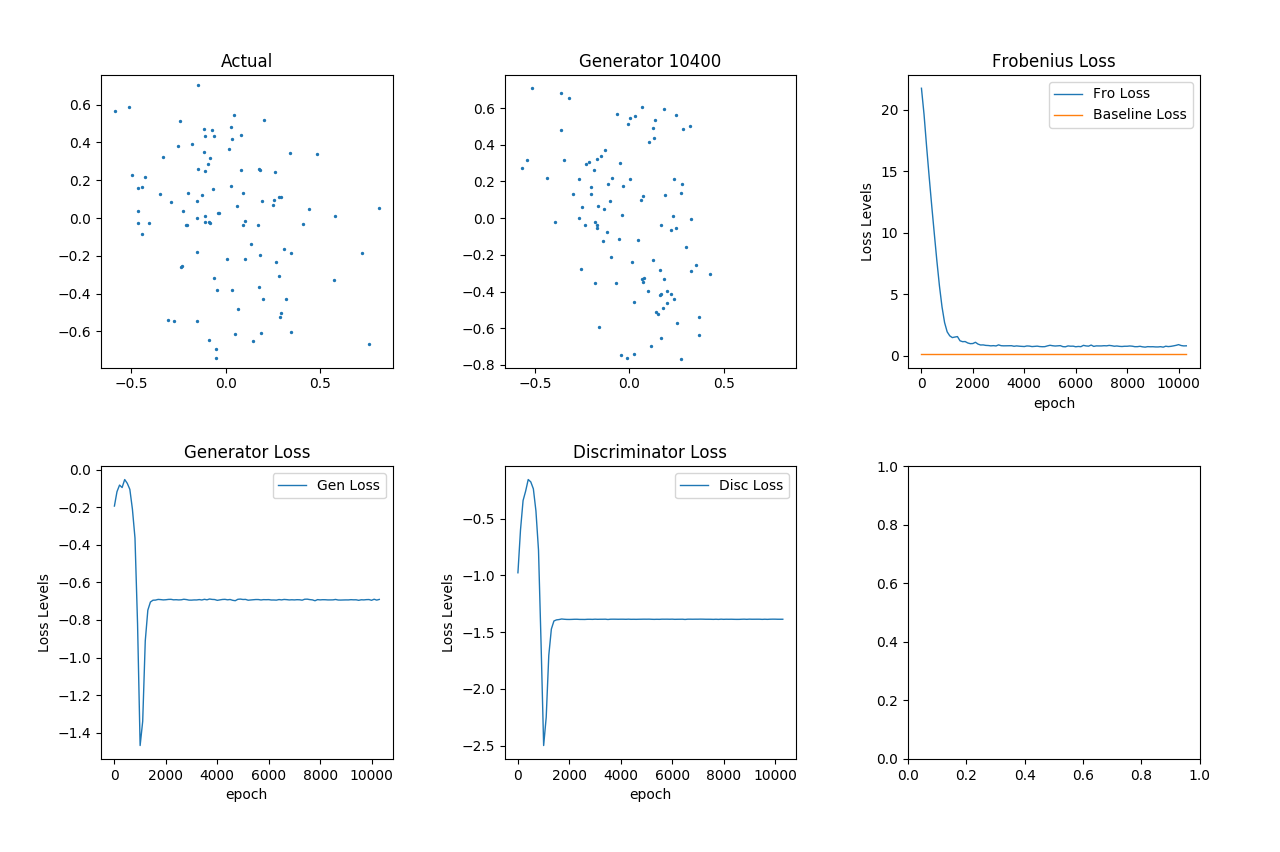 Actual
0.6
0.4
0.2
0.0
−0.2
−0.4
−0.6
−0.5 0.0 0.5
Generator 10400
0.6
0.4
0.2
0.0
−0.2
−0.4
−0.6
−0.8
−0.5 0.0 0.5
Frobenius Loss
Fro Loss
Baseline Loss
Loss Levels
20
15
10
5
0
0 2000 4000 6000 8000 10000
epoch
Generator Loss
Gen Loss
Loss Levels
0.0
−0.2
−0.4
−0.6
−0.8
−1.0
−1.2
−1.4
0 2000 4000 6000 8000 10000
epoch
Discriminator Loss
Disc Loss
Loss Levels
−0.5
−1.0
−1.5
−2.0
−2.5
0 2000 4000 6000 8000 10000
epoch
1.0
0.8
0.6
0.4
0.2
0.0
0.0 0.2 0.4 0.6 0.8 1.0